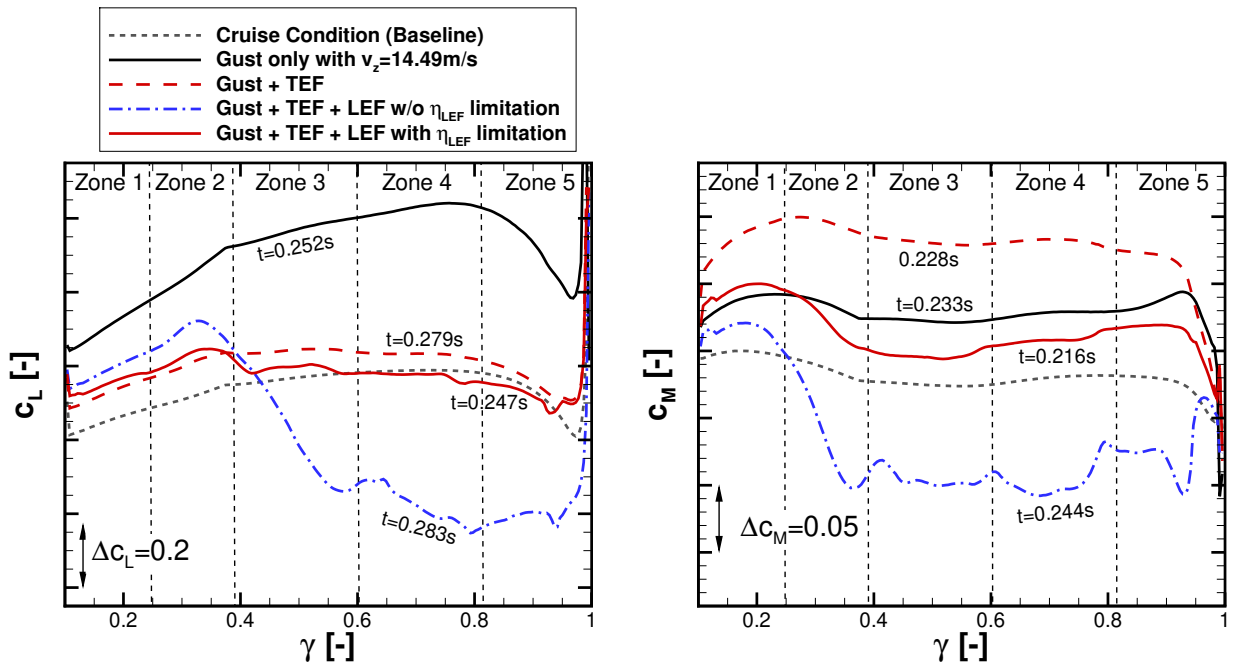 Cruise Condition (Baseline)
Gust only with v_z=14.49m/s
Gust + TEF
Gust + TEF + LEF w/o η_LEF limitation
Gust + TEF + LEF with η_LEF limitation
Zone 1 Zone 2 Zone 3 Zone 4 Zone 5
t=0.252s
t=0.279s
t=0.247s
t=0.283s
Δc_L=0.2
c_L [-]
0.2 0.4 0.6 0.8 1
γ [-]
Zone 1 Zone 2 Zone 3 Zone 4 Zone 5
0.228s
t=0.233s
t=0.216s
t=0.244s
Δc_M=0.05
c_M [-]
0.2 0.4 0.6 0.8 1
γ [-]